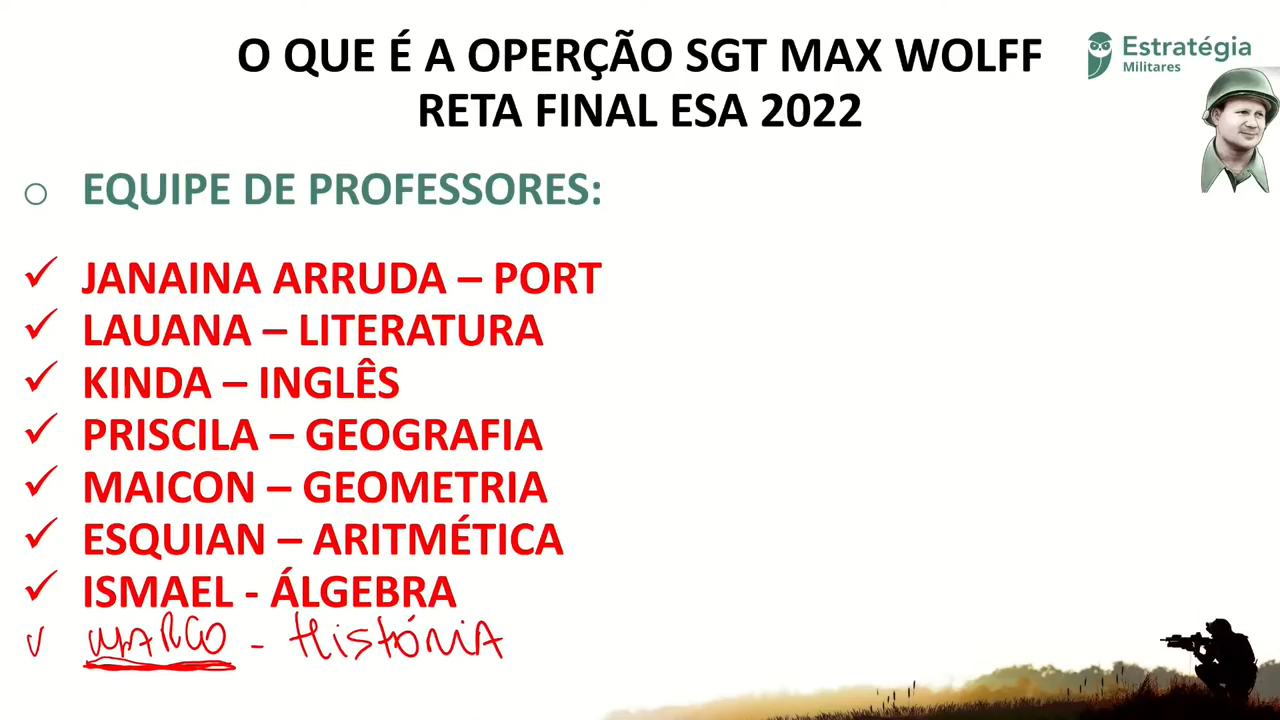 O QUE É A OPERÇÃO SGT MAX WOLFF
RETA FINAL ESA 2022
Estratégia
Militares
EQUIPE DE PROFESSORES:
JANAINA ARRUDA – PORT
LAUANA – LITERATURA
KINDA – INGLÊS
PRISCILA – GEOGRAFIA
MAICON – GEOMETRIA
ESQUIAN – ARITMÉTICA
ISMAEL - ÁLGEBRA
MARCO - HISTÓRIA